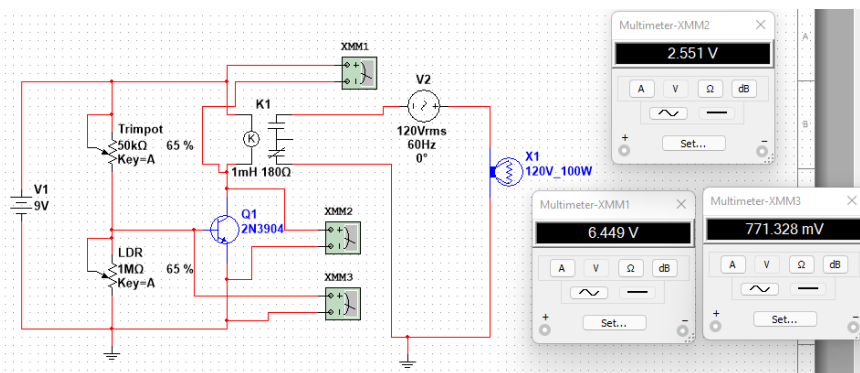 XMM1
Multimeter-XMM2
2.551 V
A V Ω dB
Set...
+ -
A
B
V2
120Vrms
60Hz
0°
K1
K
1mH 180Ω
Trimpot
50kΩ 65 %
Key=A
V1
9V
X1
120V_100W
Q1
2N3904
XMM2
LDR
1MΩ 65 %
Key=A
XMM3
Multimeter-XMM1
6.449 V
A V Ω dB
Set...
+ -
Multimeter-XMM3
771.328 mV
A V Ω dB
Set...
+ -